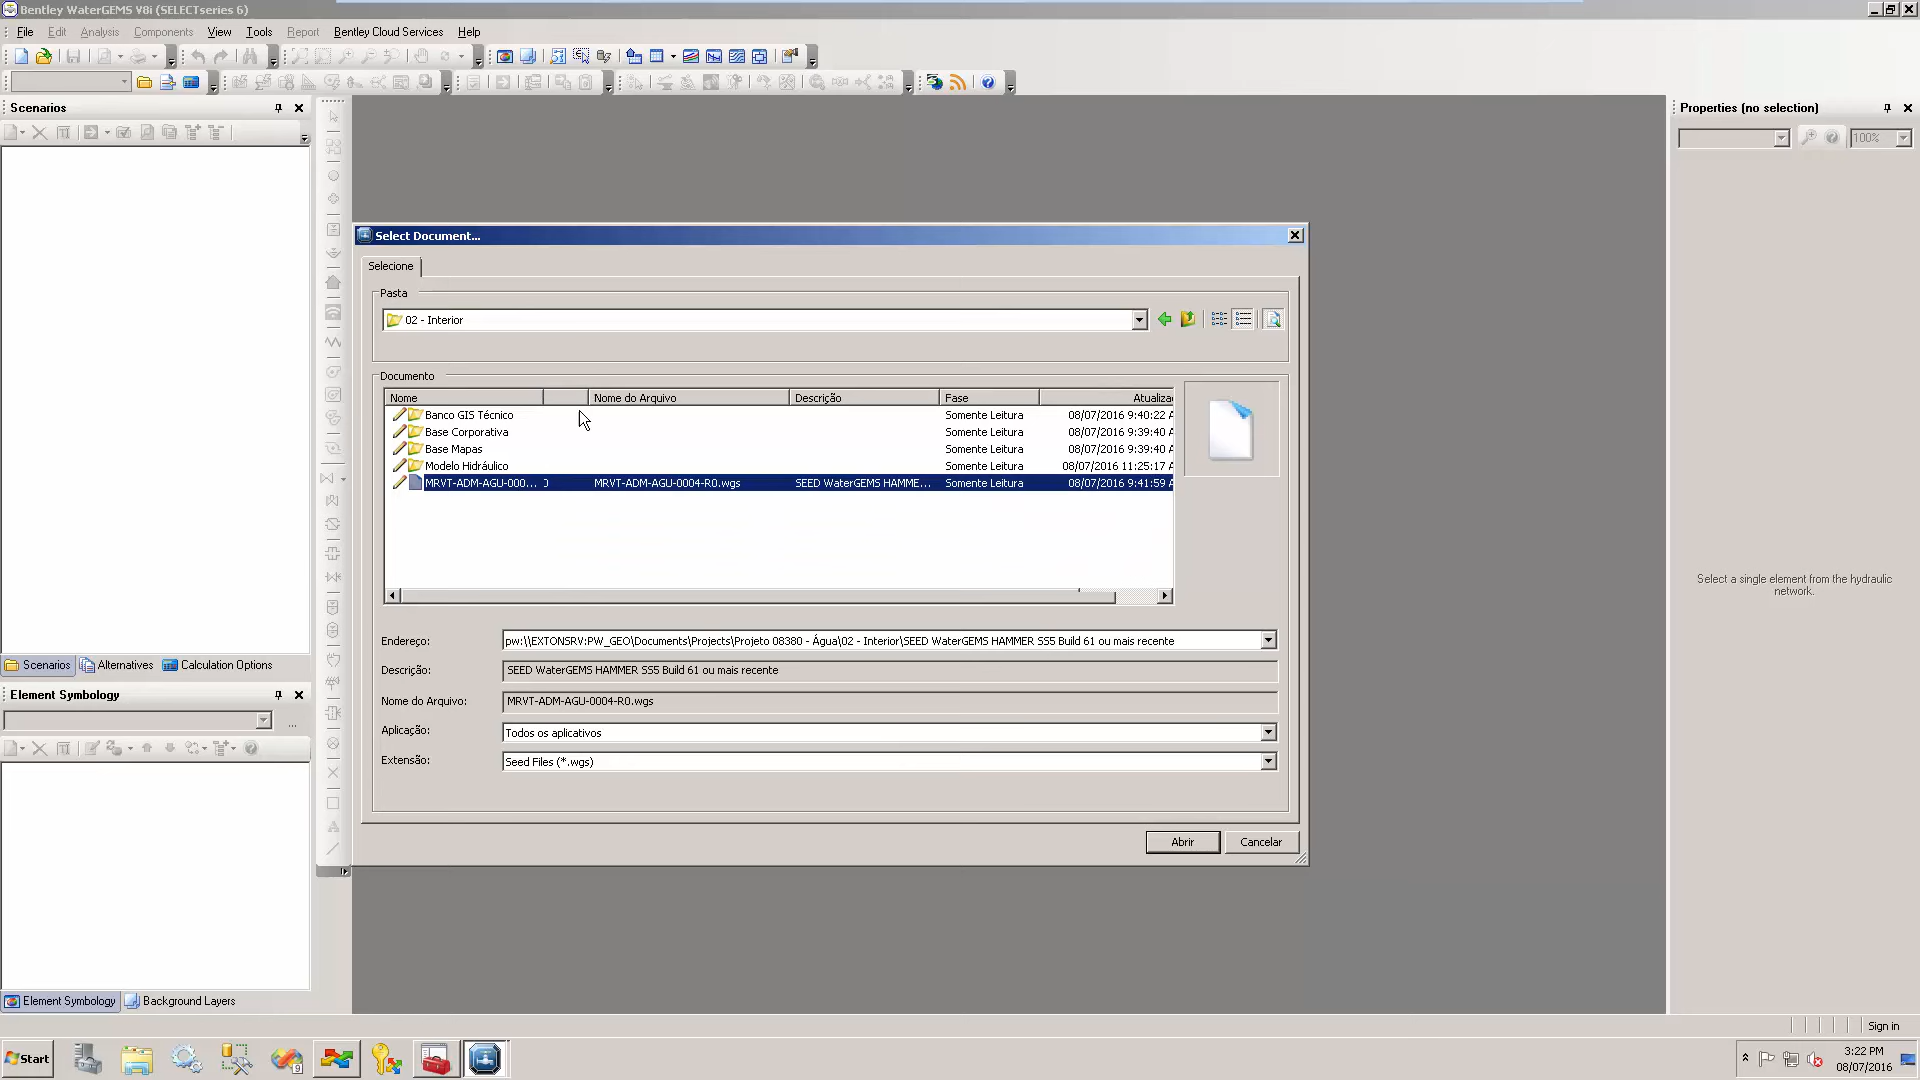 Bentley WaterGEMS V8i (SELECTseries 6)
File Edit Analysis Components View Tools Report Bentley Cloud Services Help
Scenarios
Properties (no selection)
100%
Select Document...
Selecione
Pasta
02 - Interior
Documento
Nome Nome do Arquivo Descrição Fase Atualiza
Banco GIS Técnico Somente Leitura 08/07/2016 9:40:22 A
Base Corporativa Somente Leitura 08/07/2016 9:39:40 A
Base Mapas Somente Leitura 08/07/2016 9:39:40 A
Modelo Hidráulico Somente Leitura 08/07/2016 11:25:17 A
MRVT-ADM-AGU-000... MRVT-ADM-AGU-0004-R0.wgs SEED WaterGEMS HAMME... Somente Leitura 08/07/2016 9:41:59 A
Select a single element from the hydraulic
network.
Endereço: pw:\\EXTONSRV:PW_GEO\Documents\Projects\Projeto 08380 - Água\02 - Interior\SEED WaterGEMS HAMMER SS5 Build 61 ou mais recente
Scenarios Alternatives Calculation Options
Descrição: SEED WaterGEMS HAMMER SS5 Build 61 ou mais recente
Element Symbology
Nome do Arquivo: MRVT-ADM-AGU-0004-R0.wgs
...
Aplicação: Todos os aplicativos
Extensão: Seed Files (*.wgs)
Abrir Cancelar
Element Symbology Background Layers
Sign in
Start
3:22 PM
08/07/2016